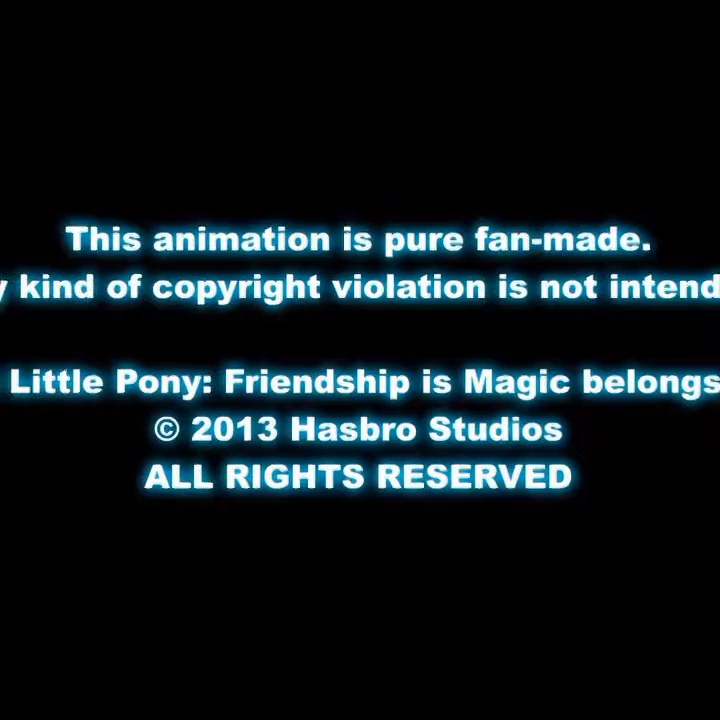 This animation is pure fan-made.
y kind of copyright violation is not intend
Little Pony: Friendship is Magic belongs
© 2013 Hasbro Studios
ALL RIGHTS RESERVED